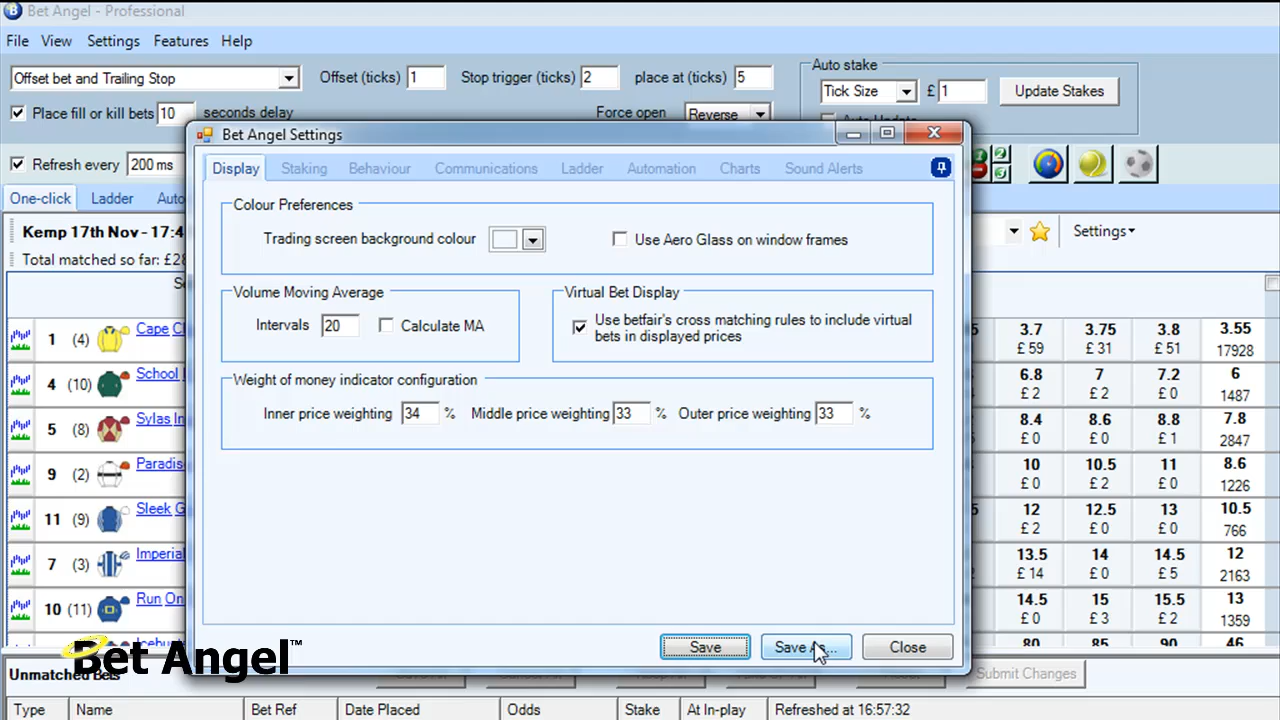 Bet Angel - Professional
File View Settings Features Help
Offset bet and Trailing Stop Offset (ticks) 1 Stop trigger (ticks) 2 place at (ticks) 5 Auto stake
Tick Size £ 1 Update Stakes
Place fill or kill bets 10 seconds delay Force open Reverse Auto Update
Bet Angel Settings
Refresh every 200 ms
Display Staking Behaviour Communications Ladder Automation Charts Sound Alerts
One-click Ladder
Colour Preferences
Kemp 17th Nov - 17:4 Settings
Trading screen background colour Use Aero Glass on window frames
Total matched so far: £28
Volume Moving Average Virtual Bet Display
Intervals 20 Calculate MA Use betfair's cross matching rules to include virtual
bets in displayed prices
1 (4) 3.7 3.75 3.8 3.55
£ 59 £ 31 £ 51 17928
Weight of money indicator configuration
4 (10) School 6.8 7 7.2 6
£ 2 £ 2 £ 0 1487
Inner price weighting 34 % Middle price weighting 33 % Outer price weighting 33 %
5 (8) Sylas 8.4 8.6 8.8 7.8
£ 0 £ 0 £ 1 2847
9 (2) 10 10.5 11 8.6
£ 0 £ 2 £ 0 1226
11 (9) Sleek 12 12.5 13 10.5
£ 2 £ 0 £ 0 766
7 (3) Imperial 13.5 14 14.5 12
£ 14 £ 0 £ 5 2163
10 (11) Run On 14.5 15 15.5 13
£ 0 £ 3 £ 2 1359
80 85 90 46
Save Save As... Close
Bet Angel™
Unmatched Bets Submit Changes
Type Name Bet Ref Date Placed Odds Stake At In-play Refreshed at 16:57:32